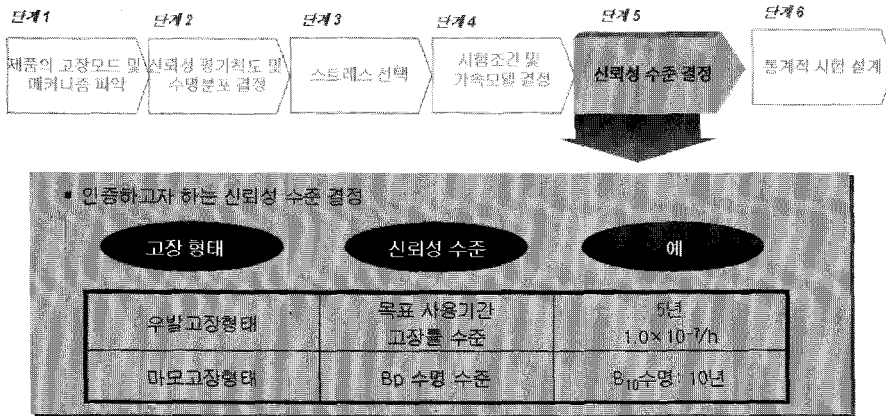 단계 1
단계 2
단계 3
단계 4
단계 5
단계 6
제품의 고장모드 및
메커니즘 파악
신뢰성 평가척도 및
수명분포 결정
스트레스 선택
시험조건 및
가속모델 결정
신뢰성 수준 결정
통계적 시험 설계
▪ 인증하고자 하는 신뢰성 수준 결정
고장 형태
신뢰성 수준
예
우발고장형태
목표 사용기간
고장률 수준
5년
1.0×10⁻⁷/h
마모고장형태
Bp 수명 수준
B₁₀수명: 10년